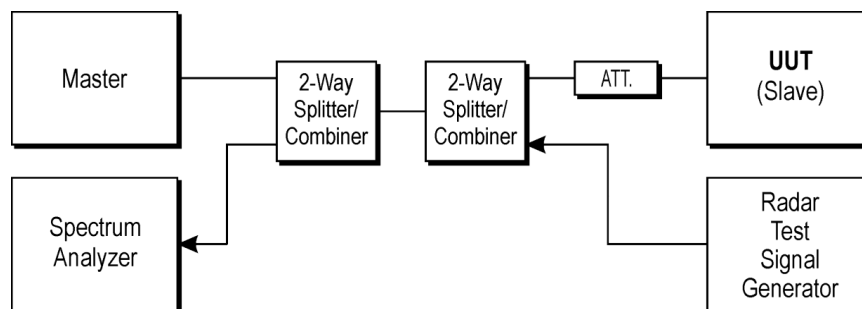 Master
2-Way
Splitter/
Combiner
2-Way
Splitter/
Combiner
ATT.
UUT
(Slave)
Spectrum
Analyzer
Radar
Test
Signal
Generator